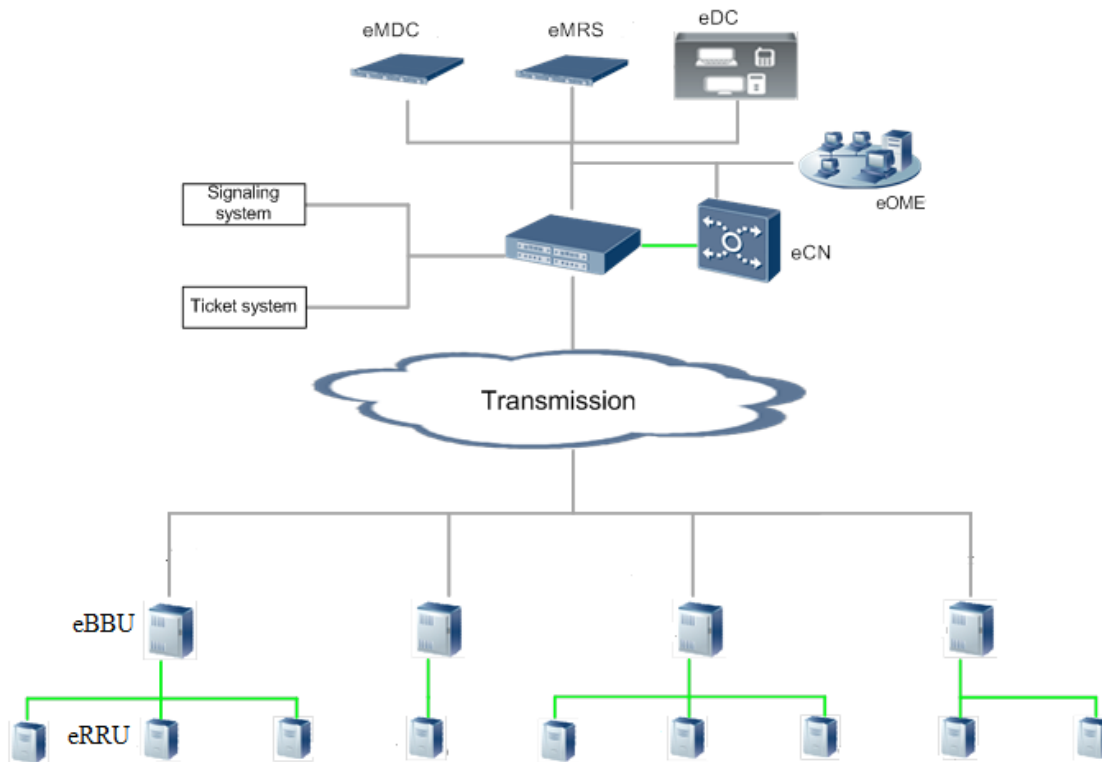 eMDC
eMRS
eDC
eOME
Signaling
system
eCN
Ticket system
Transmission
eBBU
eRRU